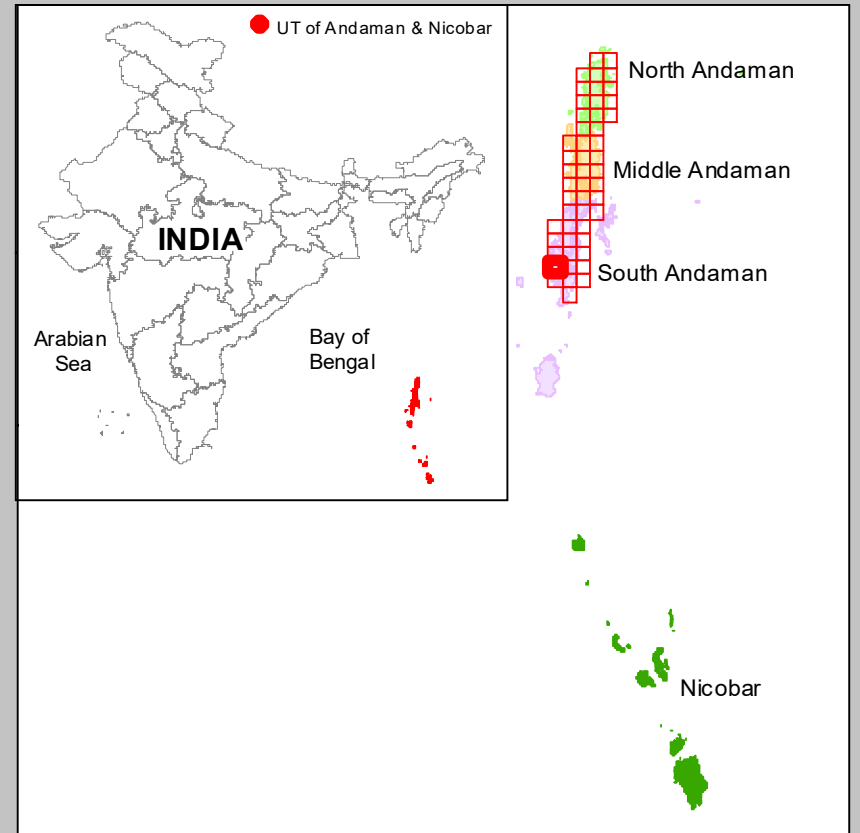 UT of Andaman & Nicobar
North Andaman
Middle Andaman
INDIA
South Andaman
Arabian
Sea
Bay of
Bengal
Nicobar